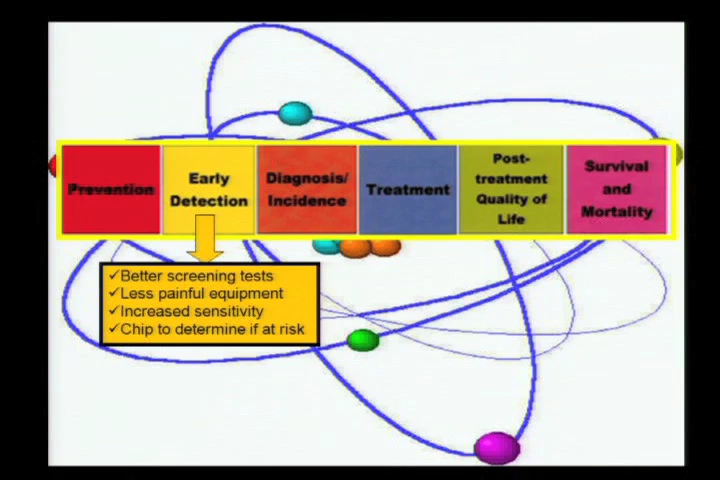 Prevention
Early
Detection
Diagnosis/
Incidence
Treatment
Post-
treatment
Quality of
Life
Survival
and
Mortality
✓Better screening tests
✓Less painful equipment
✓Increased sensitivity
✓Chip to determine if at risk